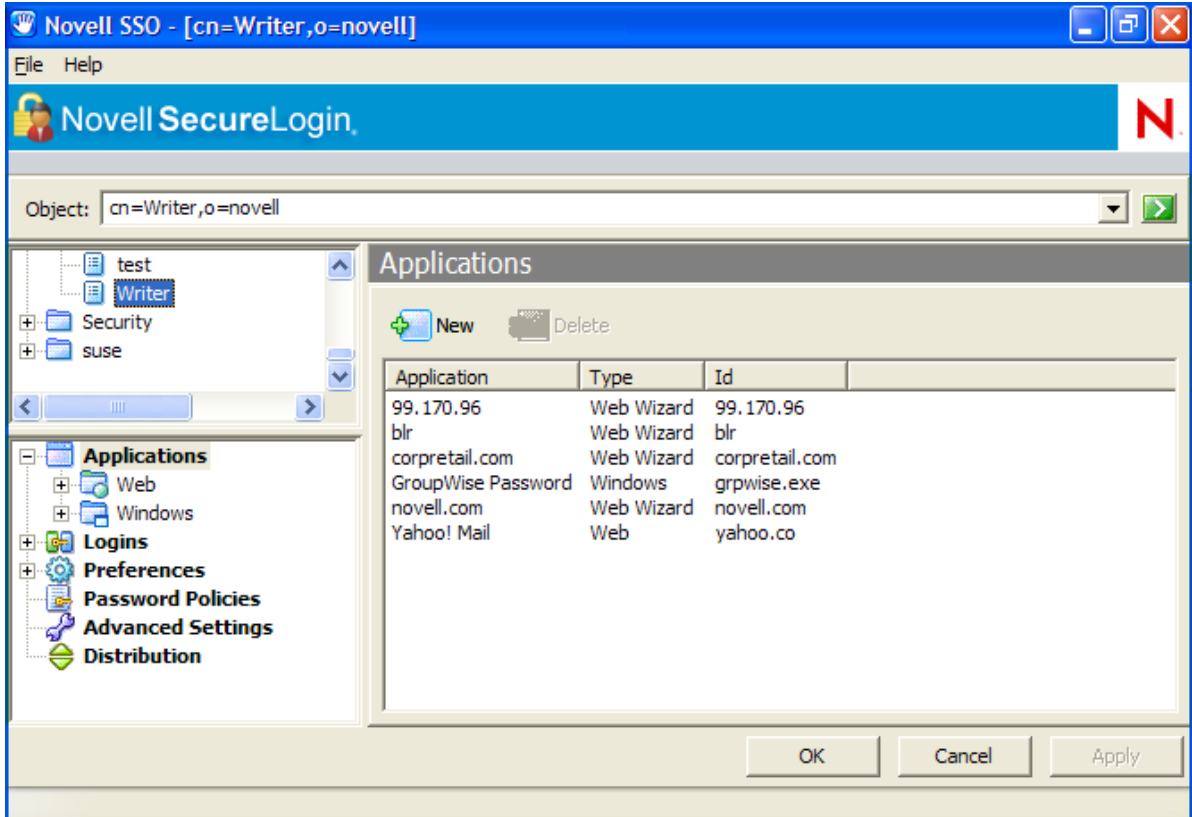 Novell SSO - [cn=Writer,o=novell]
File Help
Novell SecureLogin.
N.
Object: cn=Writer,o=novell
test
Writer
Security
suse
Applications
Web
Windows
Logins
Preferences
Password Policies
Advanced Settings
Distribution
Applications
New Delete
Application Type Id
99.170.96 Web Wizard 99.170.96
blr Web Wizard blr
corpretail.com Web Wizard corpretail.com
GroupWise Password Windows grpwise.exe
novell.com Web Wizard novell.com
Yahoo! Mail Web yahoo.co
OK Cancel Apply